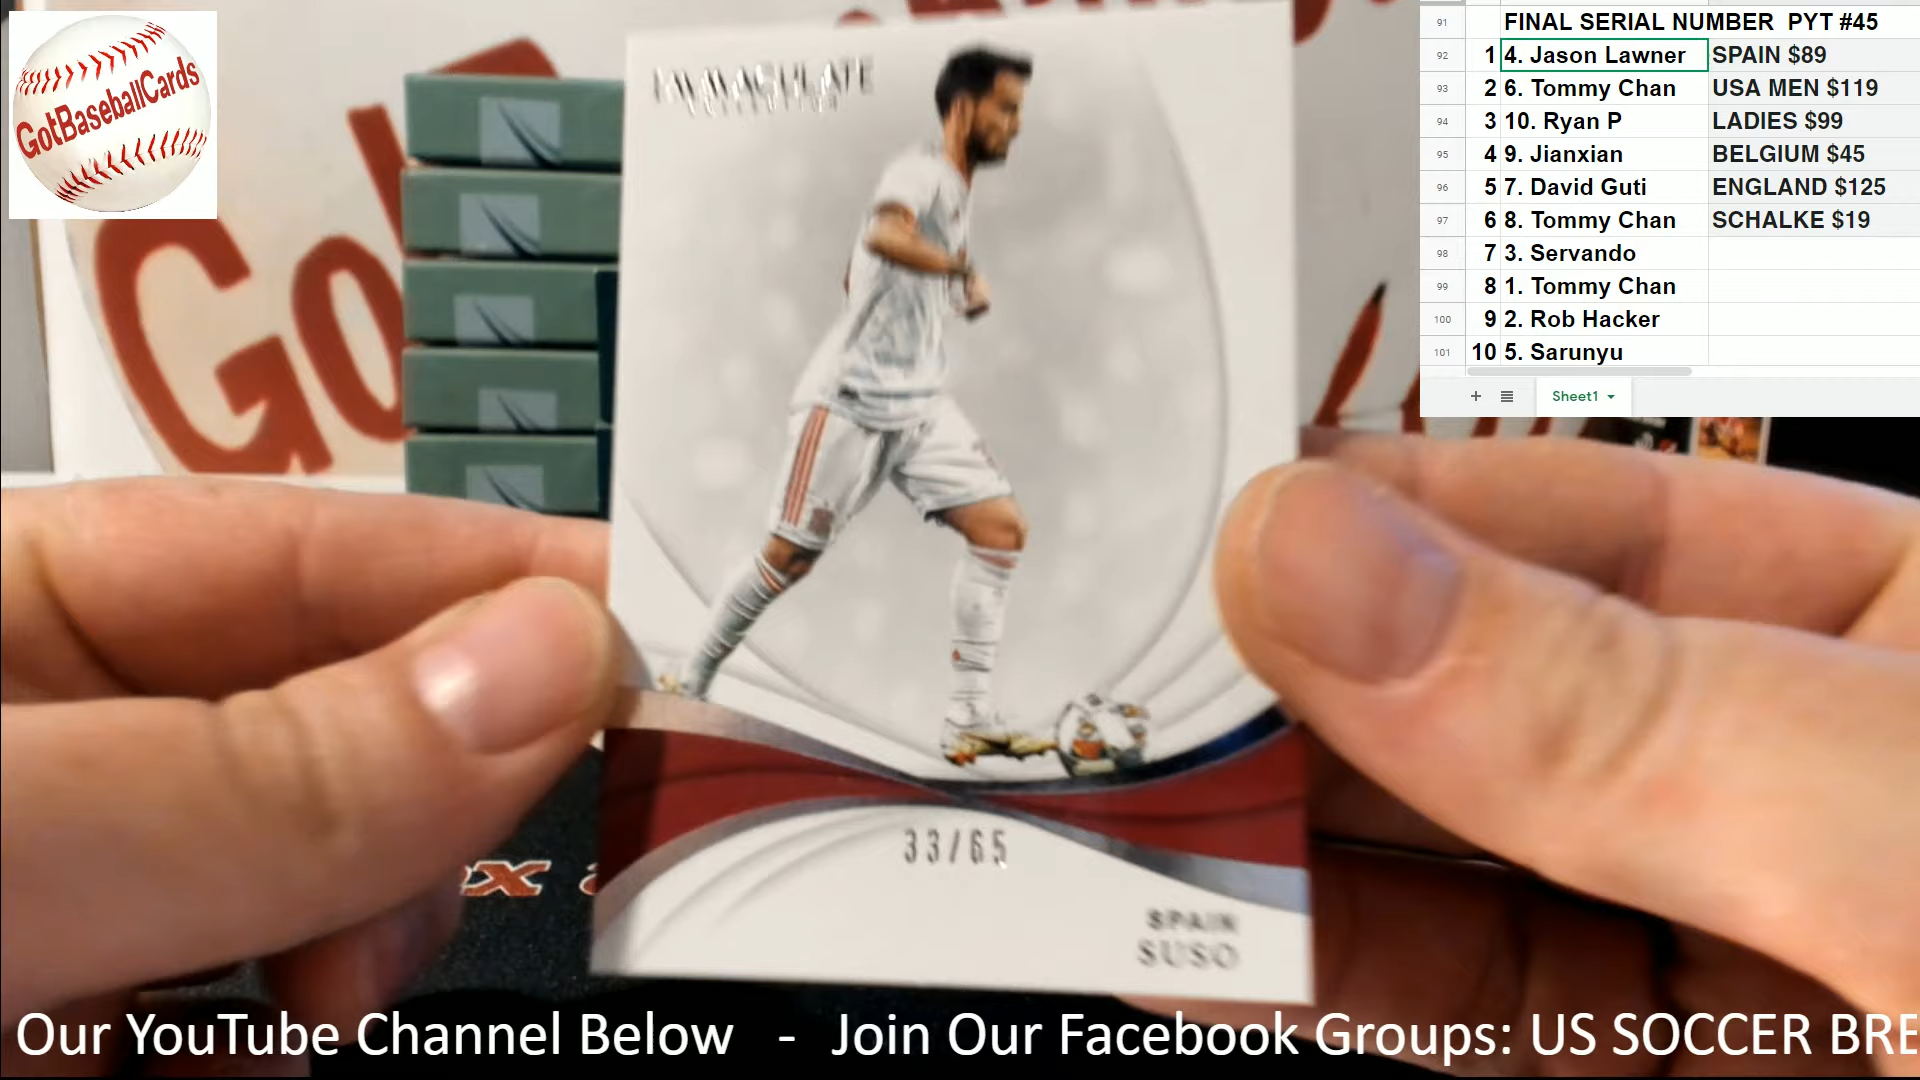 GotBaseballCards
IMMACULATE
COLLECTION
33/65
SPAIN
SUSO
91 FINAL SERIAL NUMBER PYT #45
92 1 4. Jason Lawner SPAIN $89
93 2 6. Tommy Chan USA MEN $119
94 3 10. Ryan P LADIES $99
95 4 9. Jianxian BELGIUM $45
96 5 7. David Guti ENGLAND $125
97 6 8. Tommy Chan SCHALKE $19
98 7 3. Servando
99 8 1. Tommy Chan
100 9 2. Rob Hacker
101 10 5. Sarunyu
+ Sheet1
Our YouTube Channel Below - Join Our Facebook Groups: US SOCCER BRE